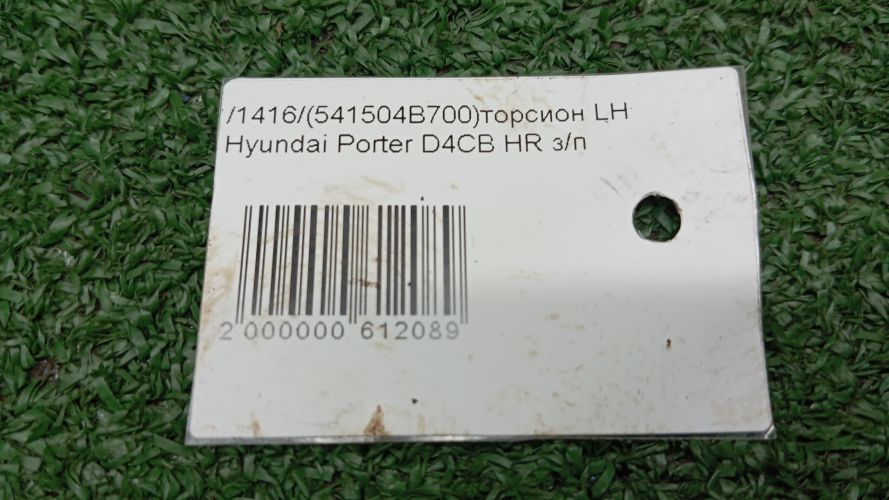 /1416/(541504B700)торсион LH
Hyundai Porter D4CB HR з/п
2 000000 612089